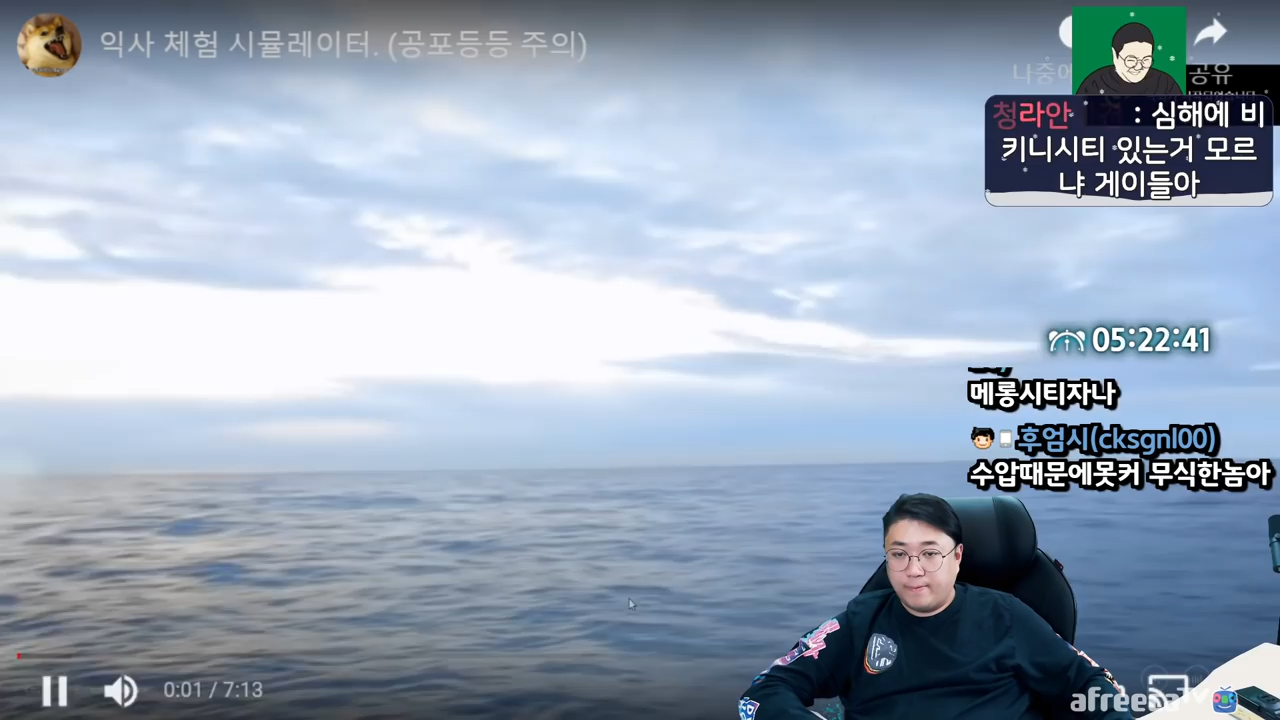 익사 체험 시뮬레이터. (공포등등 주의)
나중에
공유
청라안 : 심해에 비
키니시티 있는거 모르
냐 게이들아
05:22:41
메롱시티자나
후엄시(cksgnl00)
수압때문에못커 무식한놈아
0:01 / 7:13
afreecaTV